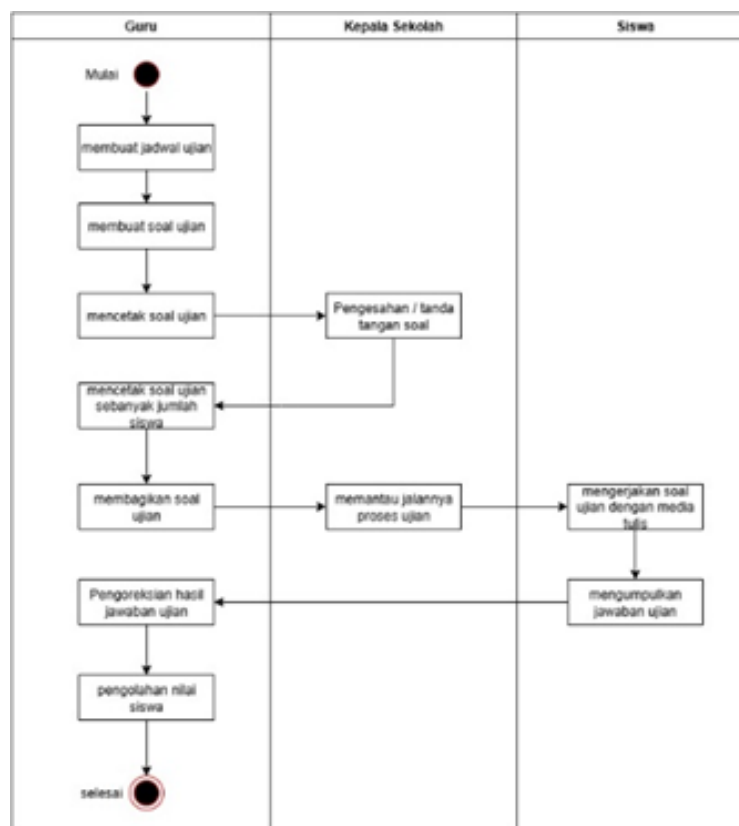 Guru
Kepala Sekolah
Siswa
Mulai
membuat jadwal ujian
membuat soal ujian
mencetak soal ujian
Pengesahan / tanda
tangan soal
mencetak soal ujian
sebanyak jumlah
siswa
membagikan soal
ujian
memantau jalannya
proses ujian
mengerjakan soal
ujian dengan media
tulis
Pengoreksian hasil
jawaban ujian
mengumpulkan
jawaban ujian
pengolahan nilai
siswa
selesai